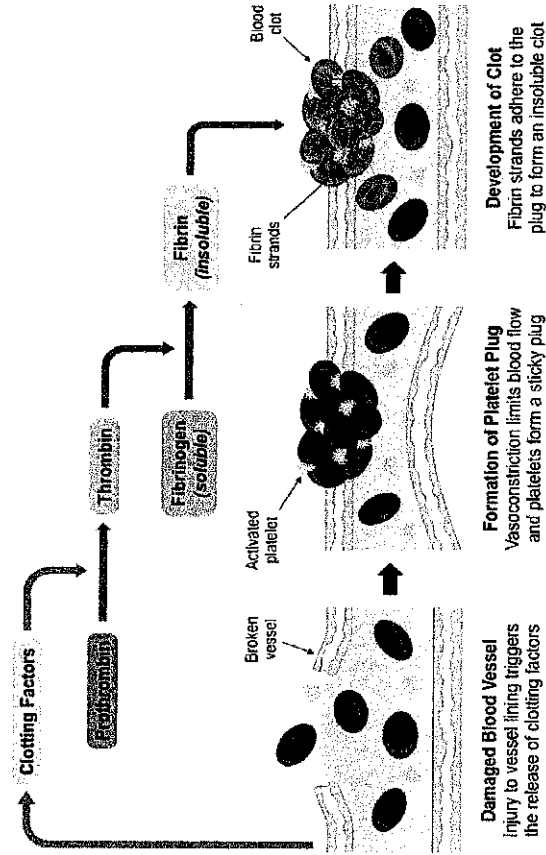 Clotting Factors
Prothrombin
Thrombin
Fibrinogen
(soluble)
Fibrin
(insoluble)
Broken
vessel
Activated
platelet
Fibrin
strands
Blood
clot
Damaged Blood Vessel
Injury to vessel lining triggers
the release of clotting factors
Formation of Platelet Plug
Vasoconstriction limits blood flow
and platelets form a sticky plug
Development of Clot
Fibrin strands adhere to the
plug to form an insoluble clot